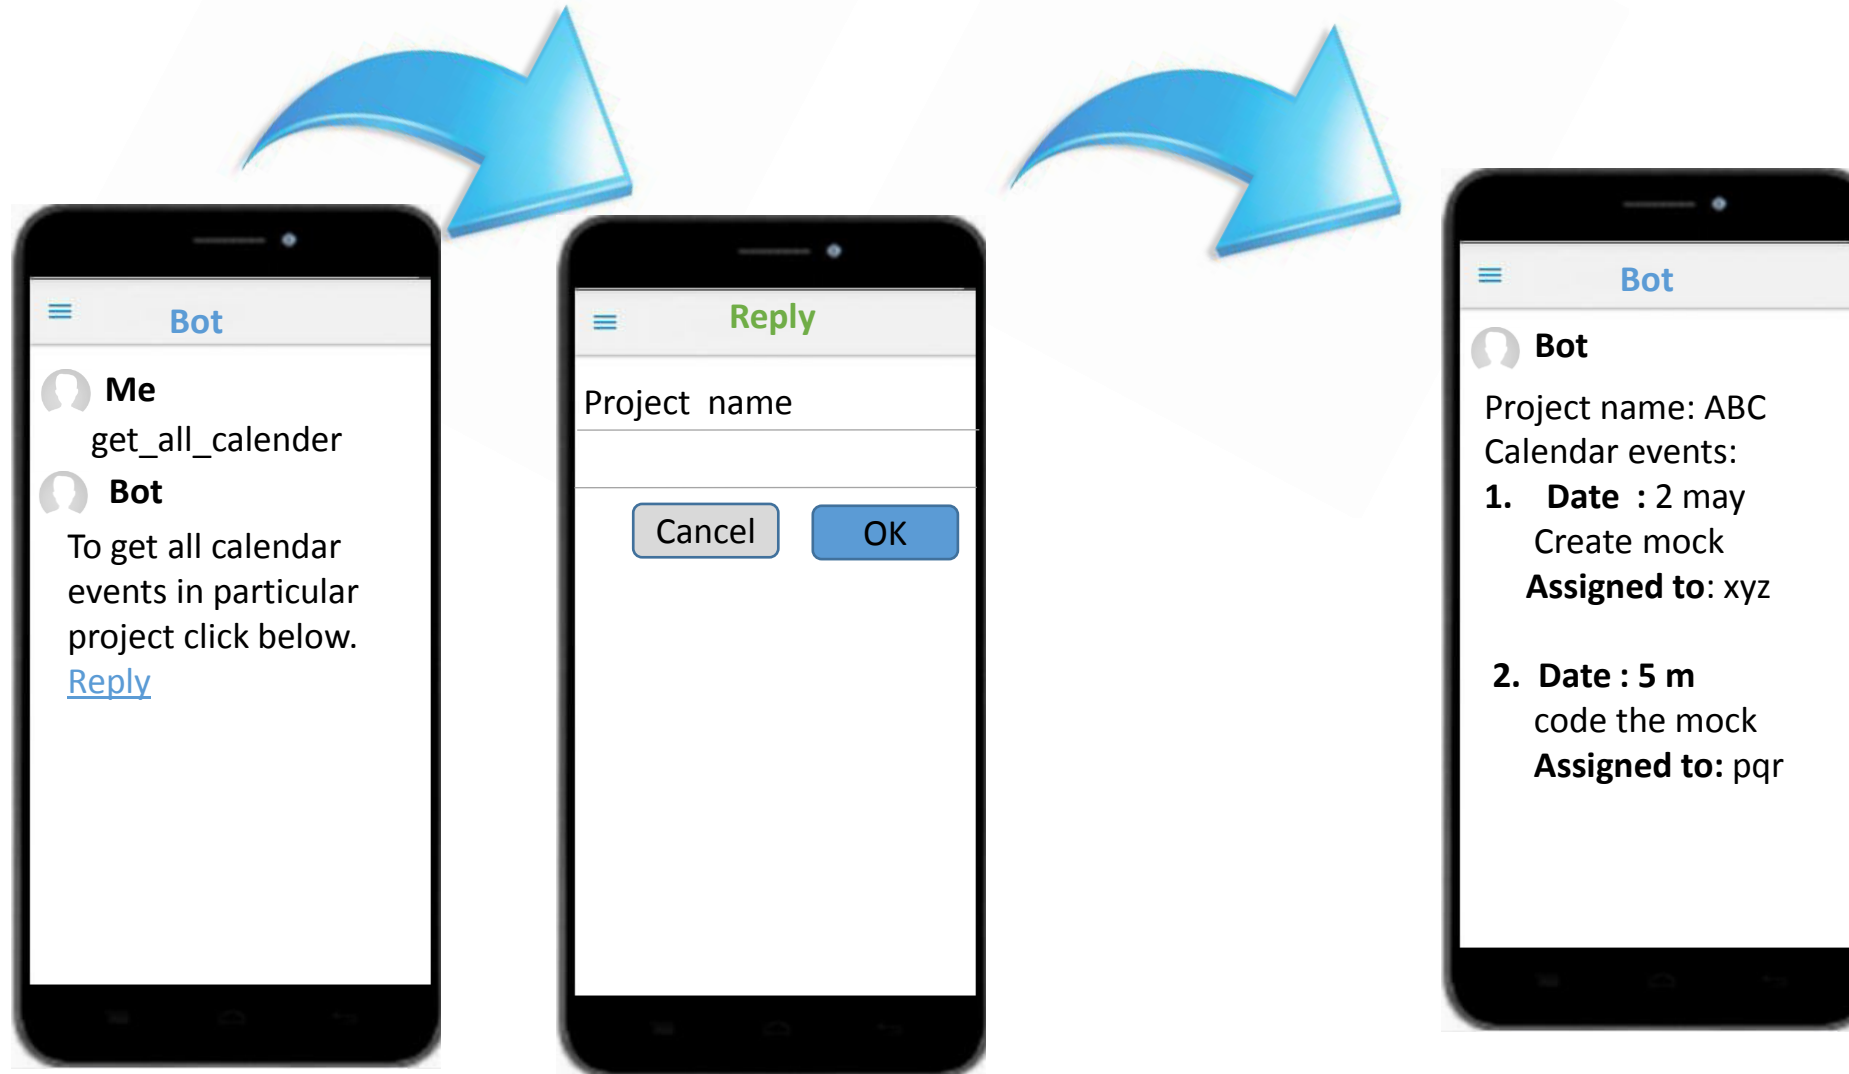 Bot
Me
get_all_calender
Bot
To get all calendar
events in particular
project click below.
Reply
Reply
Project name
Cancel
OK
Bot
Bot
Project name: ABC
Calendar events:
1. Date : 2 may
Create mock
Assigned to: xyz
2. Date : 5 m
code the mock
Assigned to: pqr